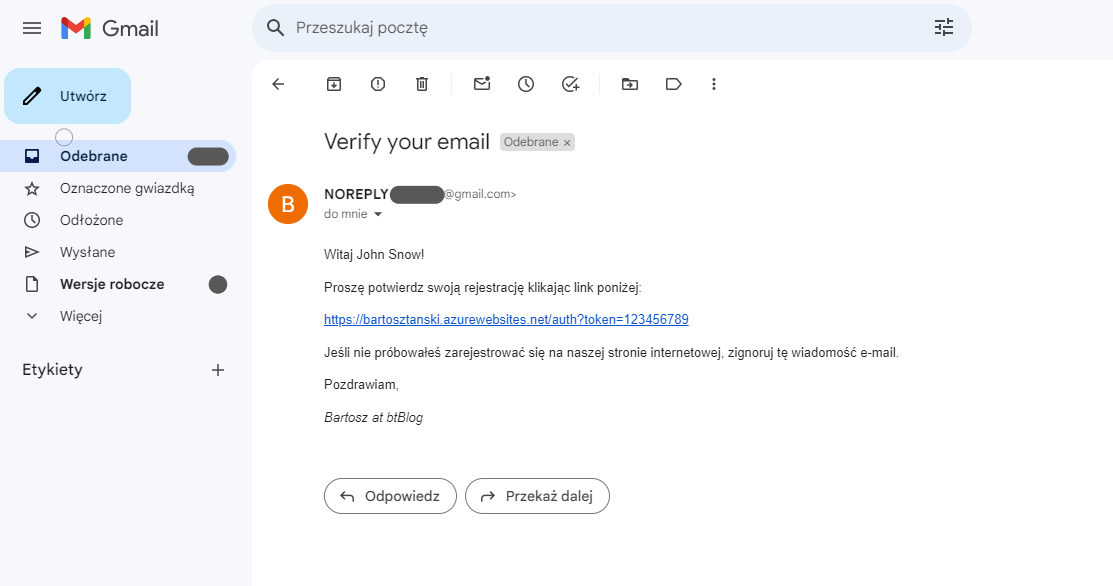 Gmail
Przeszukaj pocztę
Utwórz
Odebrane
Oznaczone gwiazdką
Odłożone
Wysłane
Wersje robocze
Więcej
Etykiety
Verify your email Odebrane ×
B
NOREPLY @gmail.com>
do mnie
Witaj John Snow!
Proszę potwierdz swoją rejestrację klikając link poniżej:
https://bartosztanski.azurewebsites.net/auth?token=123456789
Jeśli nie próbowałeś zarejestrować się na naszej stronie internetowej, zignoruj tę wiadomość e-mail.
Pozdrawiam,
Bartosz at btBlog
Odpowiedz
Przekaż dalej